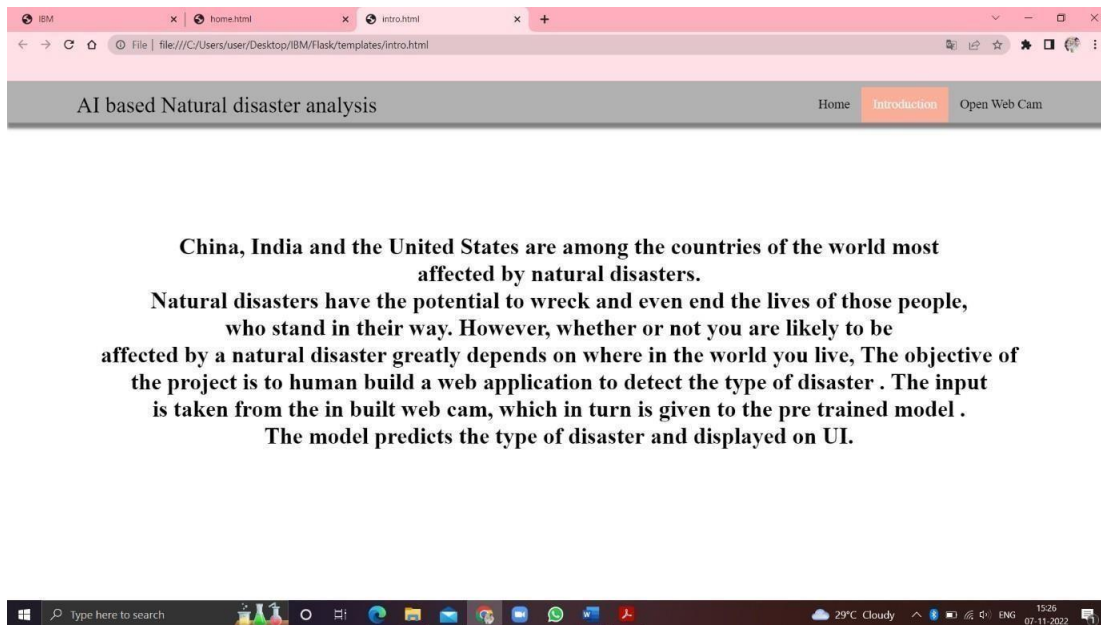 IBM
home.html
intro.html
File | file:///C:/Users/user/Desktop/IBM/Flask/templates/intro.html
AI based Natural disaster analysis
Home Introduction Open Web Cam
China, India and the United States are among the countries of the world most
affected by natural disasters.
Natural disasters have the potential to wreck and even end the lives of those people,
who stand in their way. However, whether or not you are likely to be
affected by a natural disaster greatly depends on where in the world you live, The objective of
the project is to human build a web application to detect the type of disaster . The input
is taken from the in built web cam, which in turn is given to the pre trained model .
The model predicts the type of disaster and displayed on UI.
Type here to search
29°C Cloudy
ENG
15:26
07-11-2022